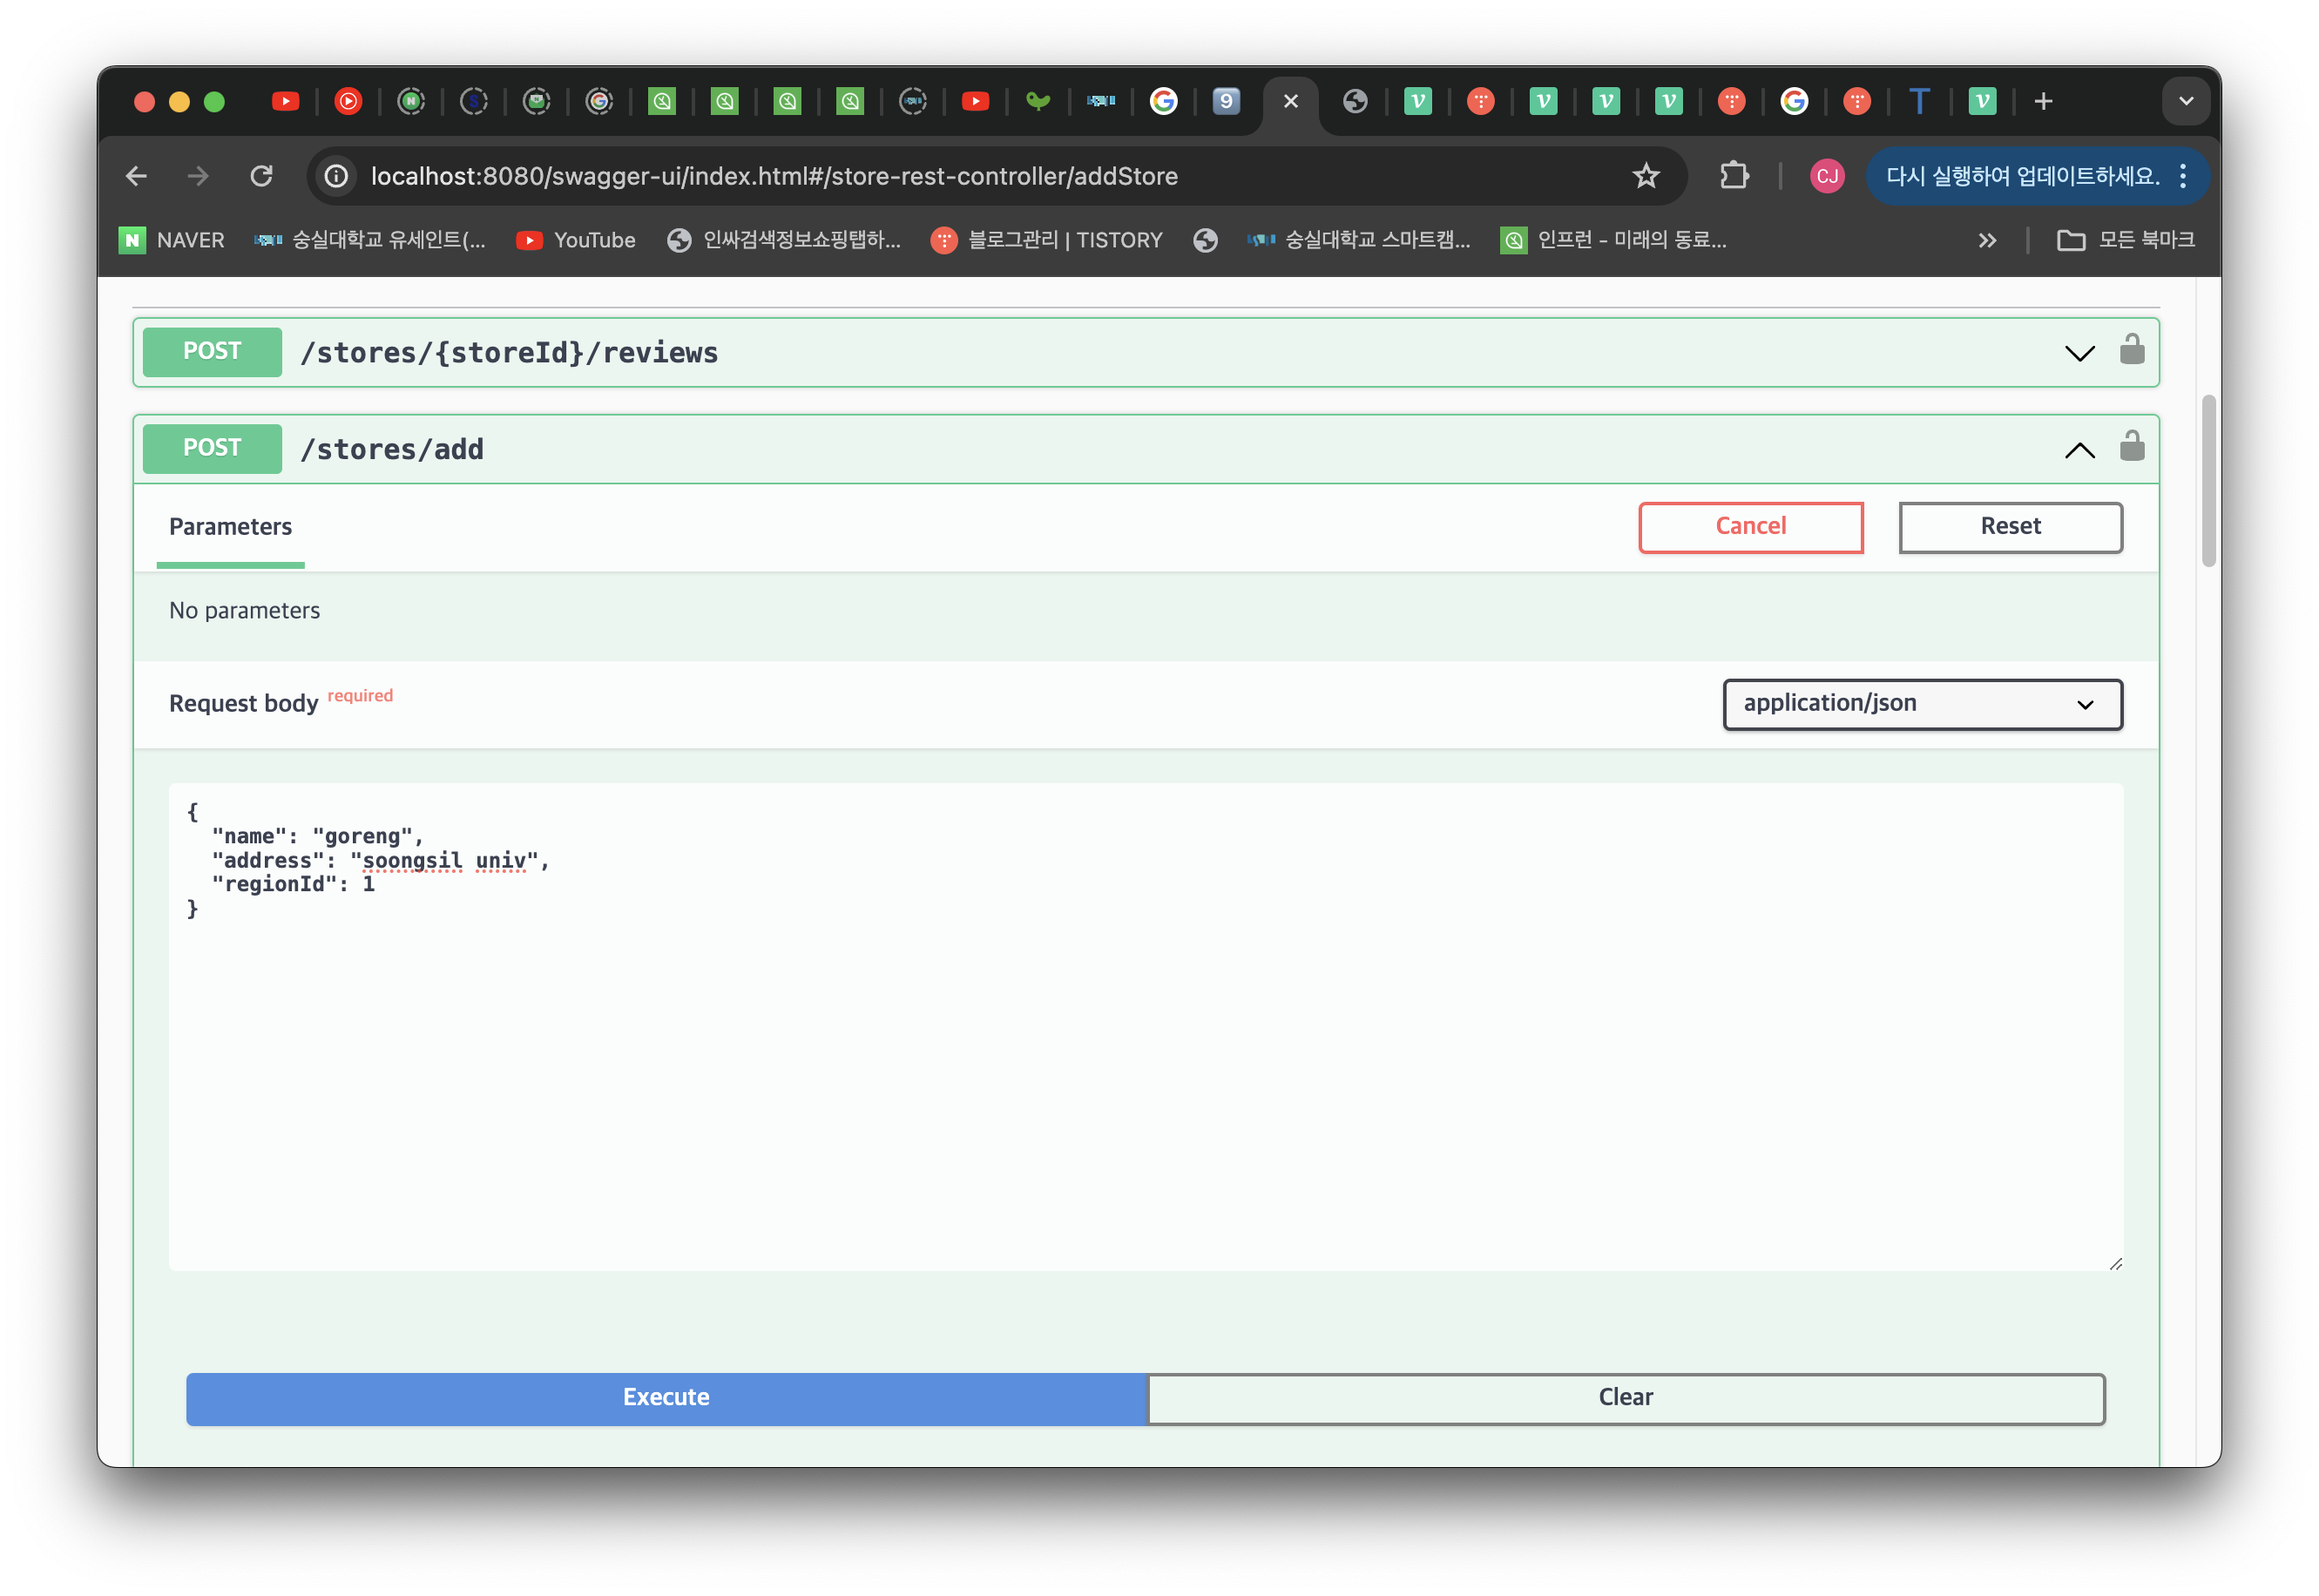 9
localhost:8080/swagger-ui/index.html#/store-rest-controller/addStore
CJ
다시 실행하여 업데이트하세요.
NAVER
숭실대학교 유세인트(...
YouTube
인싸검색정보쇼핑탭하...
블로그관리 | TISTORY
숭실대학교 스마트캠...
인프런 - 미래의 동료...
모든 북마크
POST /stores/{storeId}/reviews
POST /stores/add
Parameters
Cancel
Reset
No parameters
Request body required
application/json
{
"name": "goreng",
"address": "soongsil univ",
"regionId": 1
}
Execute
Clear